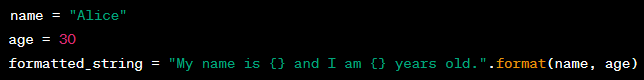 name = "Alice"
age = 30
formatted_string = "My name is {} and I am {} years old.".format(name, age)